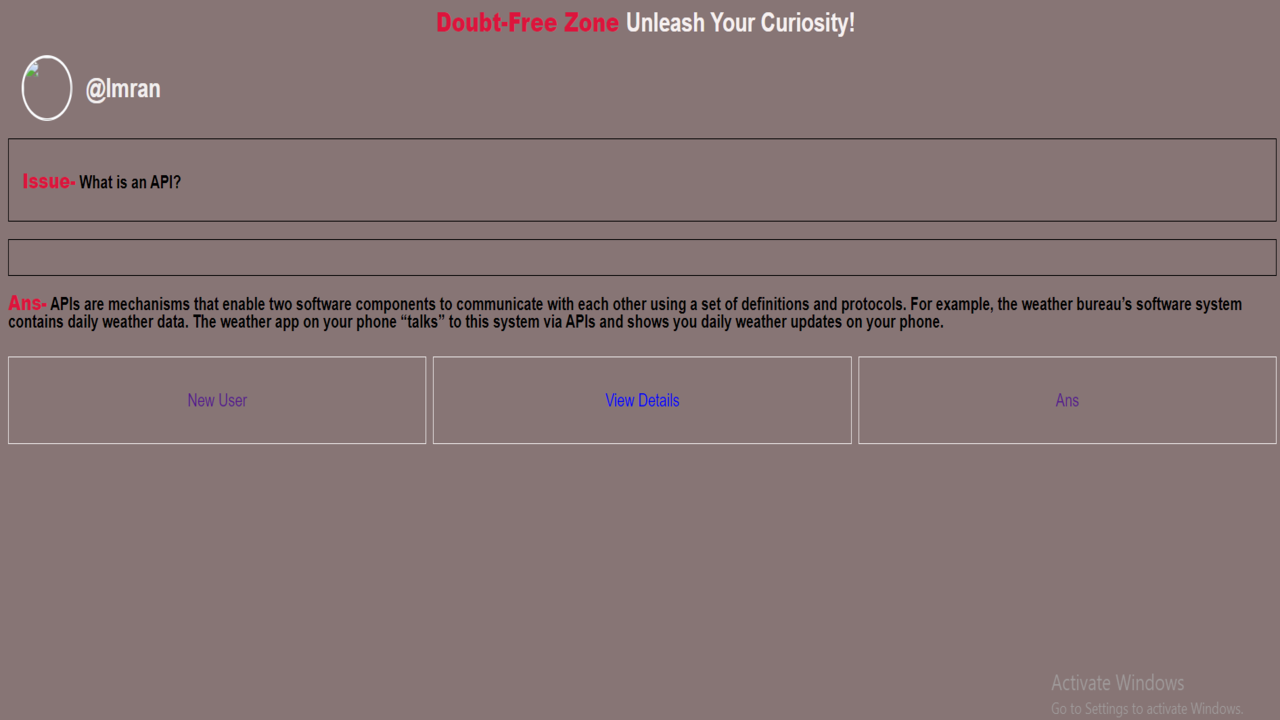 Doubt-Free Zone Unleash Your Curiosity!
@Imran
Issue- What is an API?
Ans- APIs are mechanisms that enable two software components to communicate with each other using a set of definitions and protocols. For example, the weather bureau’s software system
contains daily weather data. The weather app on your phone “talks” to this system via APIs and shows you daily weather updates on your phone.
New User
View Details
Ans
Activate Windows
Go to Settings to activate Windows.